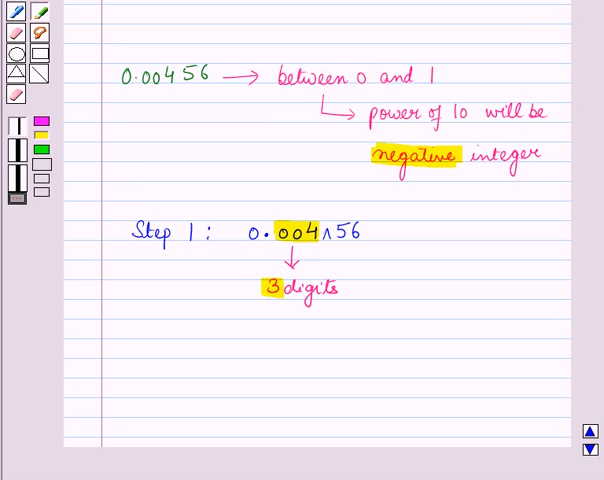 0.00456 → between 0 and 1
power of 10 will be
negative integer
Step 1: 0.004∧56
3 digits